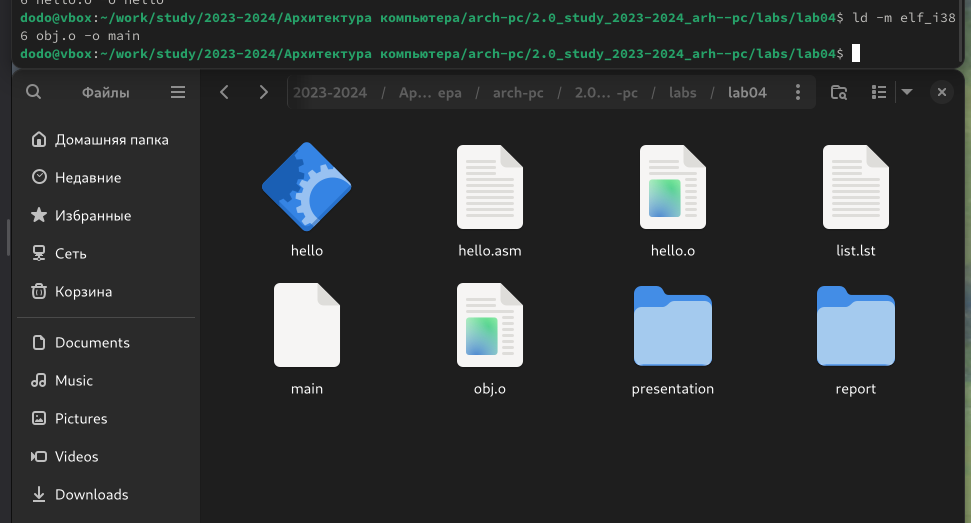 6 hello.o -o hello
dodo@vbox:~/work/study/2023-2024/Архитектура компьютера/arch-pc/2.0_study_2023-2024_arh--pc/labs/lab04$ ld -m elf_i38
6 obj.o -o main
dodo@vbox:~/work/study/2023-2024/Архитектура компьютера/arch-pc/2.0_study_2023-2024_arh--pc/labs/lab04$
Файлы
2023-2024 / Ар… ера / arch-pc / 2.0… -pc / labs / lab04
Домашняя папка
Недавние
Избранные
Сеть
Корзина
Documents
Music
Pictures
Videos
Downloads
hello
hello.asm
hello.o
list.lst
main
obj.o
presentation
report